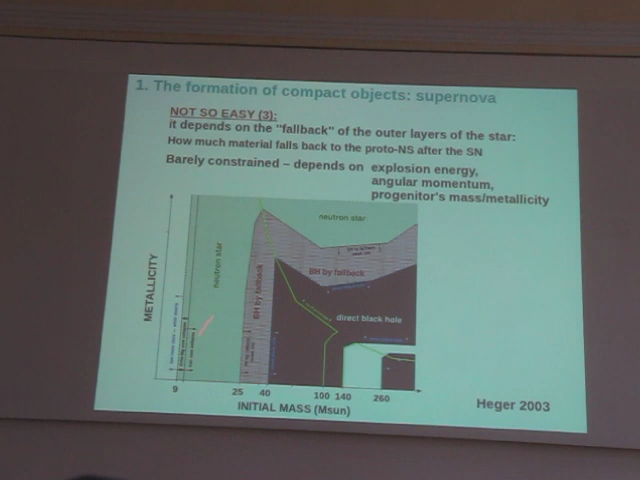 1. The formation of compact objects: supernova
NOT SO EASY (3):
it depends on the "fallback" of the outer layers of the star:
How much material falls back to the proto-NS after the SN
Barely constrained – depends on explosion energy,
angular momentum,
progenitor's mass/metallicity
METALLICITY
neutron star
neutron star
BH by fallback
BH by fallback
direct black hole
9 25 40 100 140 260
INITIAL MASS (Msun)
Heger 2003